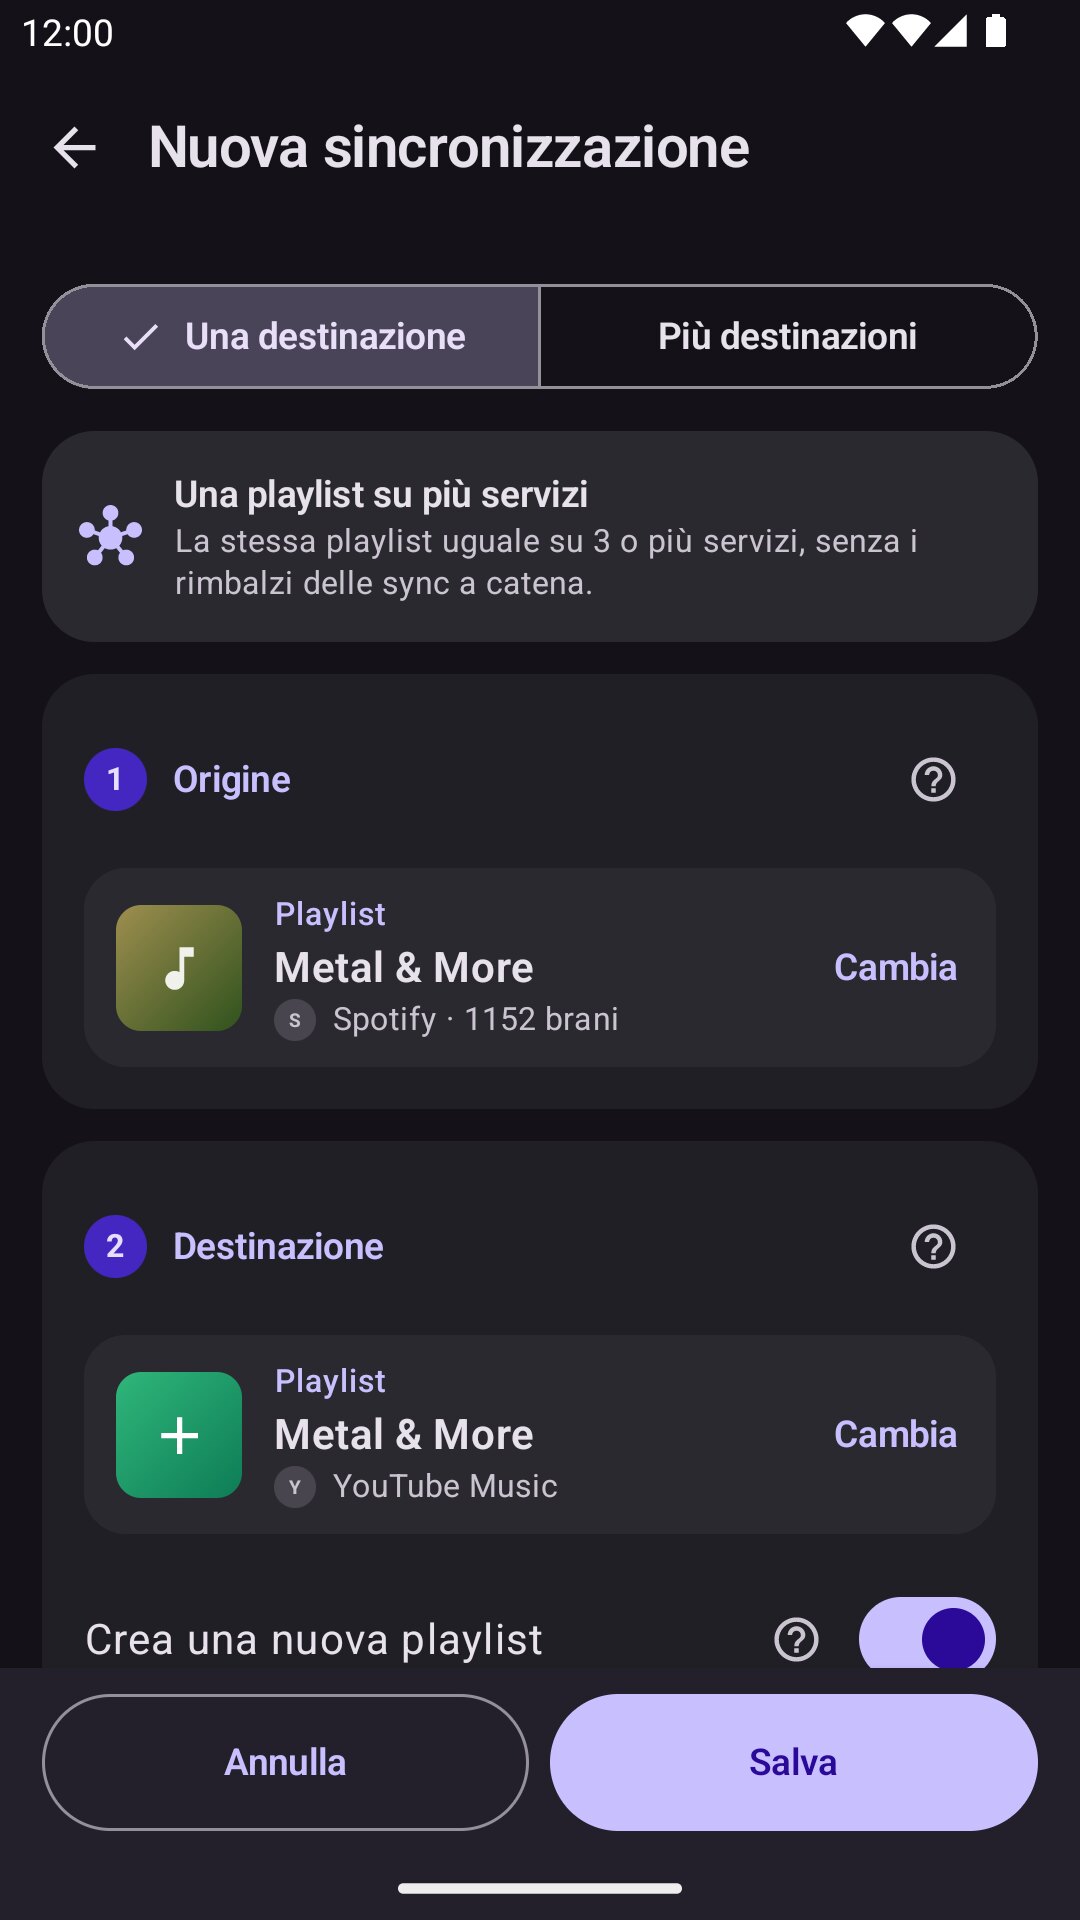 12:00
Nuova sincronizzazione
Una destinazione
Più destinazioni
Una playlist su più servizi
La stessa playlist uguale su 3 o più servizi, senza i
rimbalzi delle sync a catena.
1 Origine
Playlist
Metal & More
Cambia
S Spotify · 1152 brani
2 Destinazione
Playlist
Metal & More
Cambia
Y YouTube Music
Crea una nuova playlist
Annulla
Salva